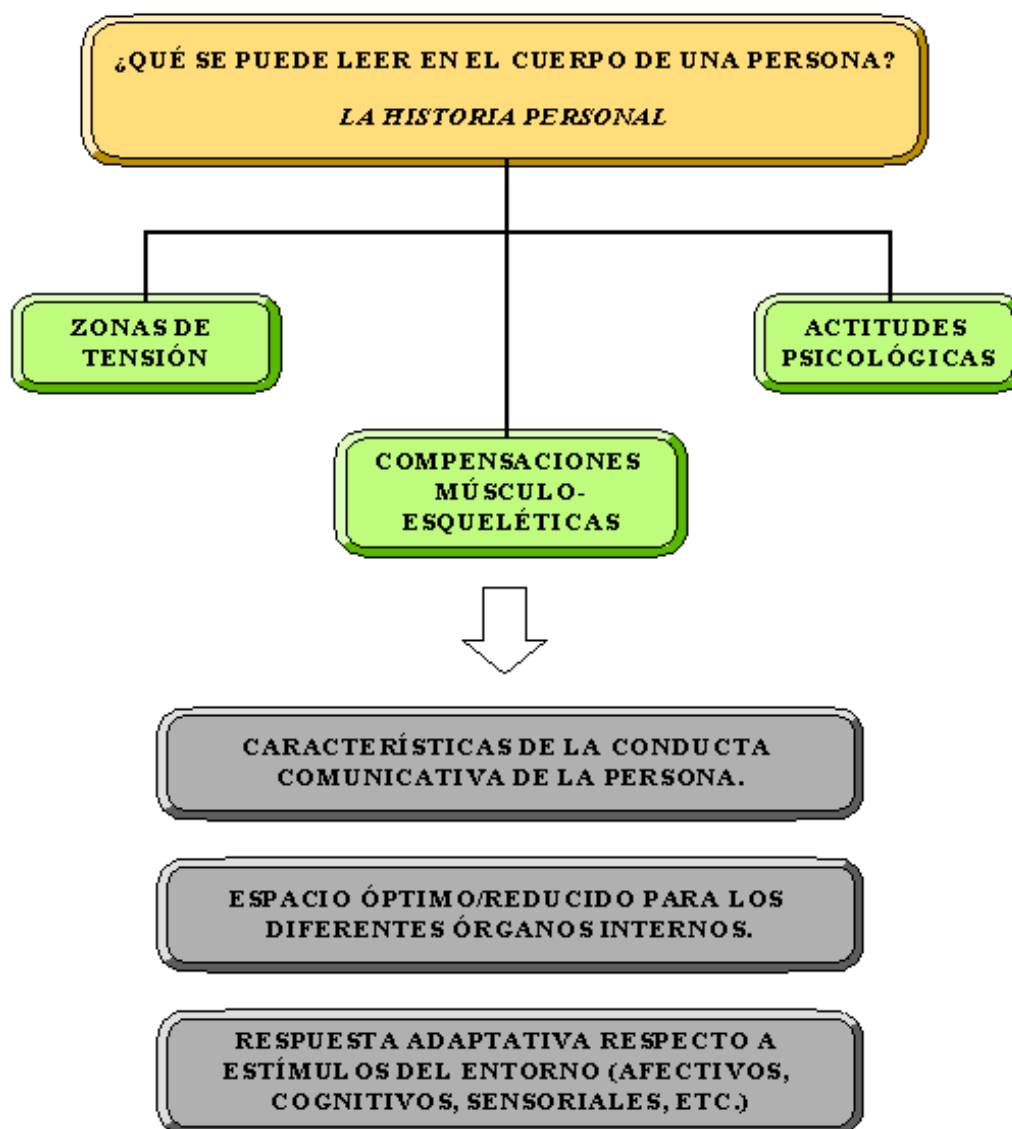 ¿QUÉ SE PUEDE LEER EN EL CUERPO DE UNA PERSONA?
LA HISTORIA PERSONAL
ZONAS DE
TENSIÓN
ACTITUDES
PSICOLÓGICAS
COMPENSACIONES
MÚSCULO-
ESQUELÉTICAS
CARACTERÍSTICAS DE LA CONDUCTA
COMUNICATIVA DE LA PERSONA.
ESPACIO ÓPTIMO/REDUCIDO PARA LOS
DIFERENTES ÓRGANOS INTERNOS.
RESPUESTA ADAPTATIVA RESPECTO A
ESTÍMULOS DEL ENTORNO (AFECTIVOS,
COGNITIVOS, SENSORIALES, ETC.)